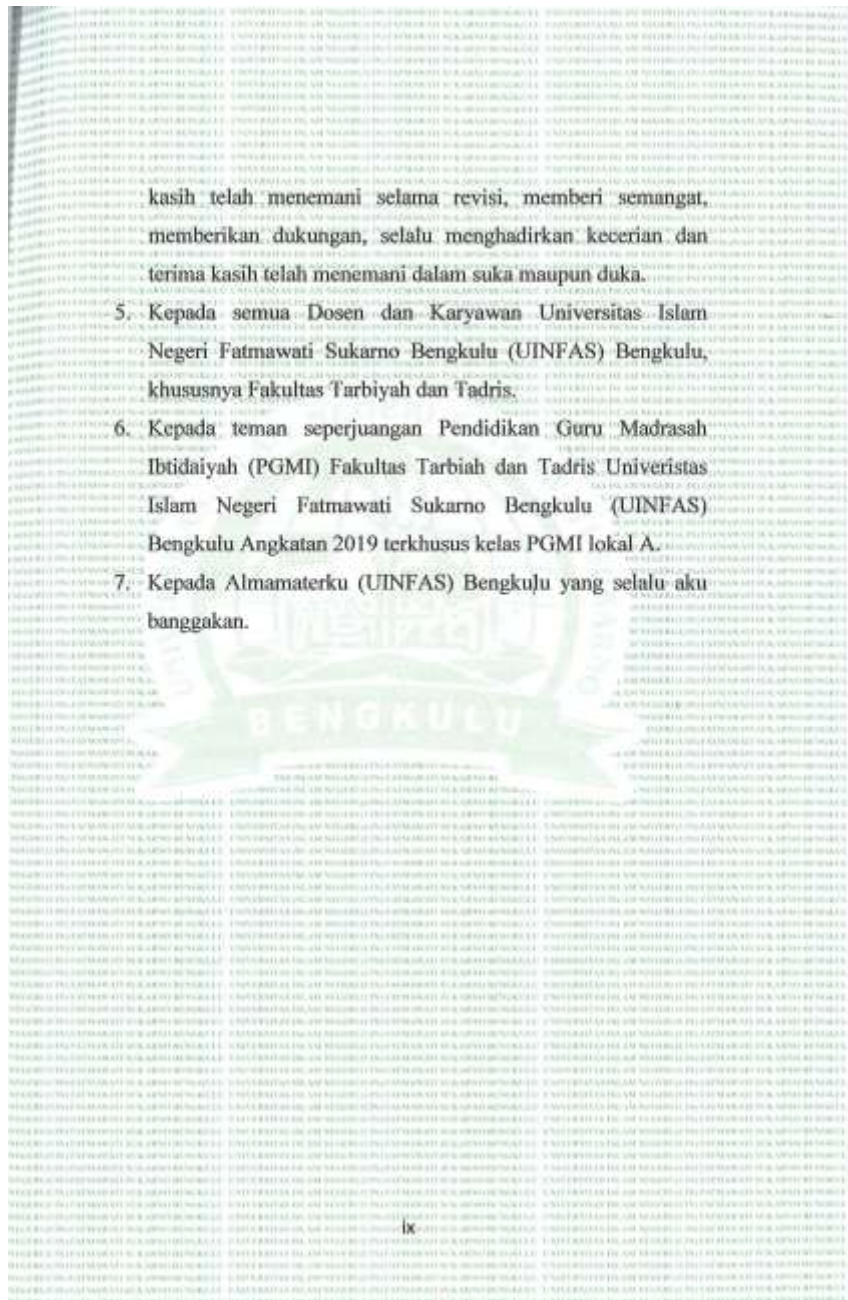 kasih telah menemani selama revisi, memberi semangat,
memberikan dukungan, selalu menghadirkan kecerian dan
terima kasih telah menemani dalam suka maupun duka.
5. Kepada semua Dosen dan Karyawan Universitas Islam
Negeri Fatmawati Sukarno Bengkulu (UINFAS) Bengkulu,
khususnya Fakultas Tarbiyah dan Tadris.
6. Kepada teman seperjuangan Pendidikan Guru Madrasah
Ibtidaiyah (PGMI) Fakultas Tarbiah dan Tadris Univeristas
Islam Negeri Fatmawati Sukarno Bengkulu (UINFAS)
Bengkulu Angkatan 2019 terkhusus kelas PGMI lokal A.
7. Kepada Almamaterku (UINFAS) Bengkulu yang selalu aku
banggakan.
BENGKULU
ix